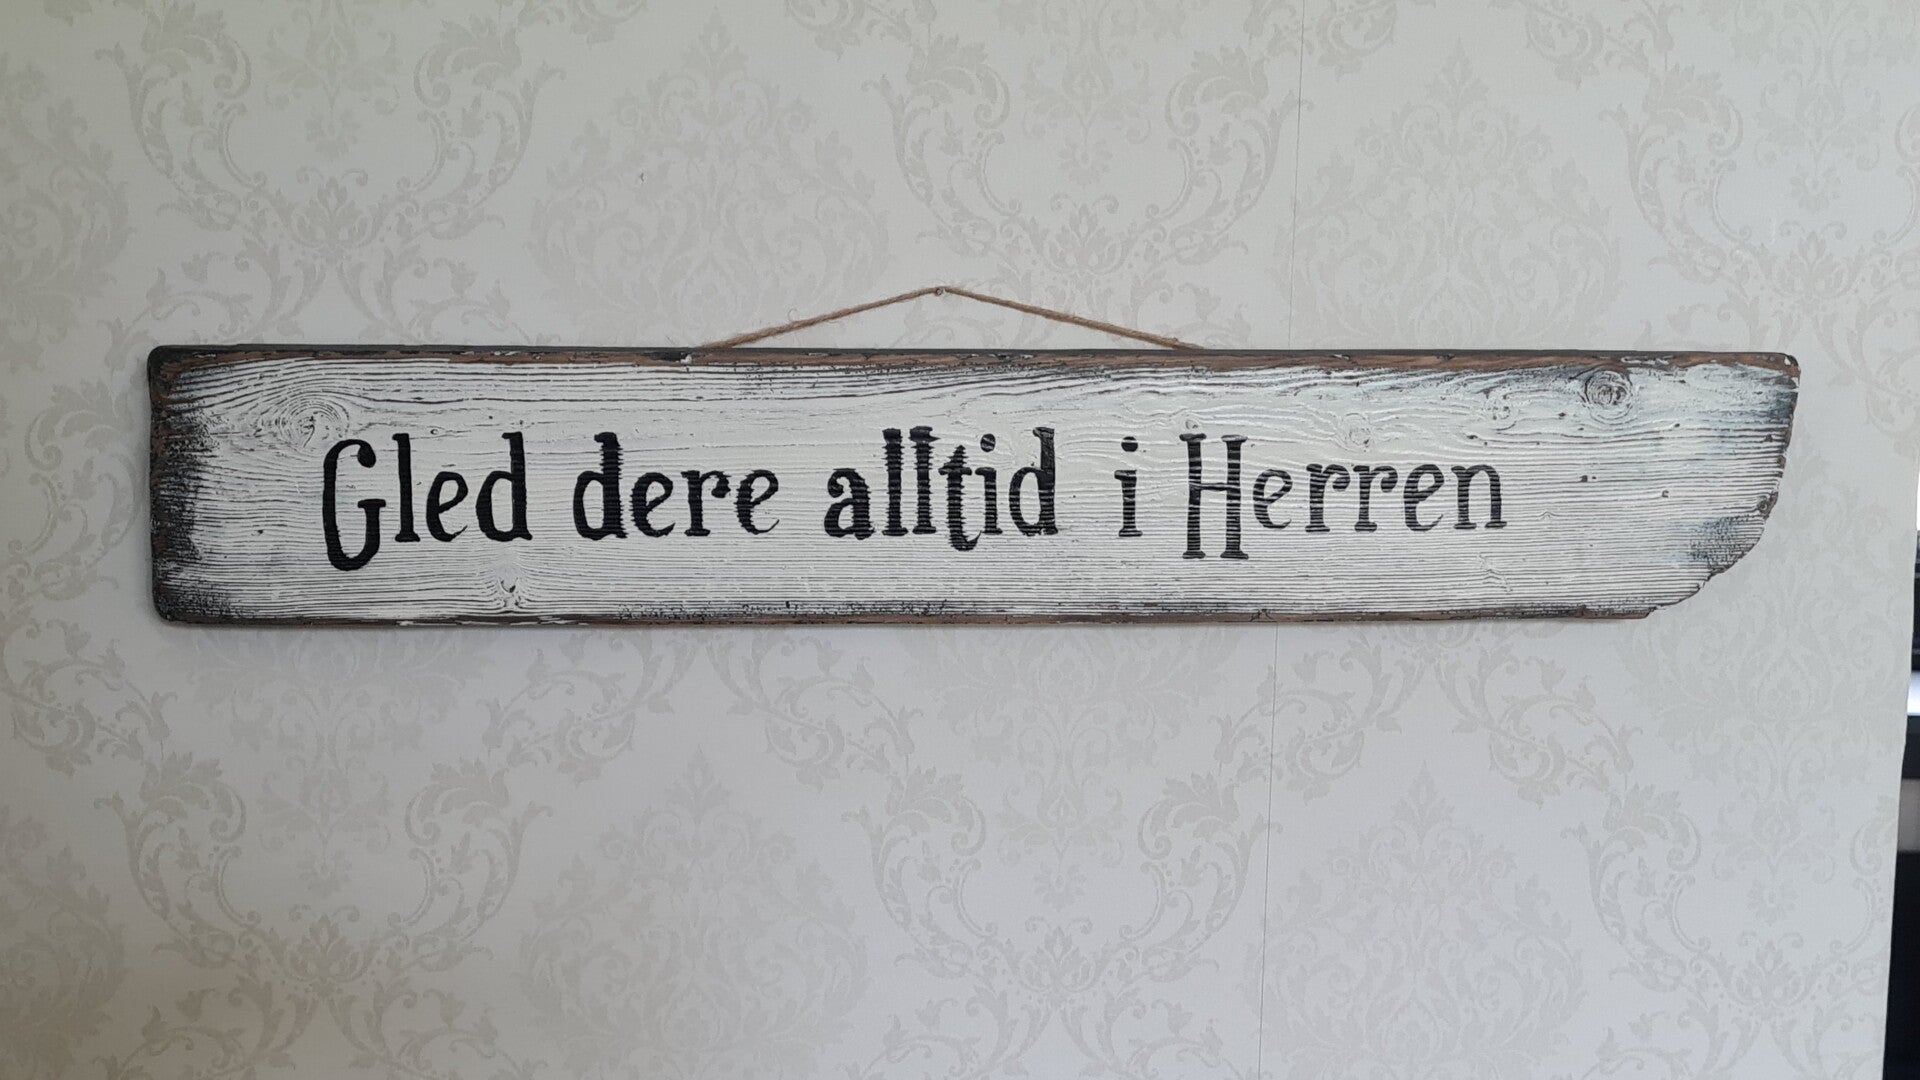 Gled dere alltid i Herren